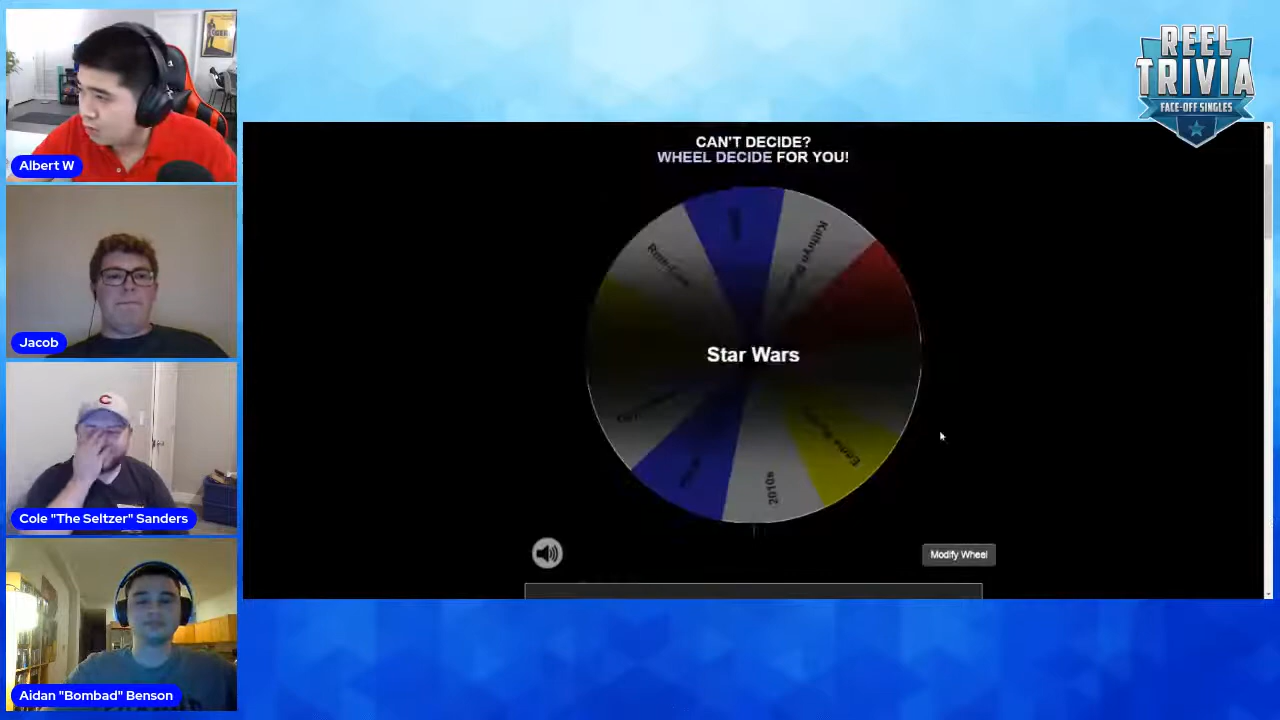 REEL
TRIVIA
FACE-OFF SINGLES
CAN'T DECIDE?
WHEEL DECIDE FOR YOU!
Kathryn
Star Wars
2010s
Modify Wheel
Albert W
Jacob
Cole "The Seltzer" Sanders
Aidan "Bombad" Benson